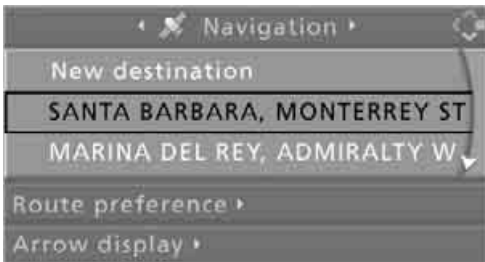 Navigation
New destination
SANTA BARBARA, MONTERREY ST
MARINA DEL REY, ADMIRALTY W
Route preference
Arrow display